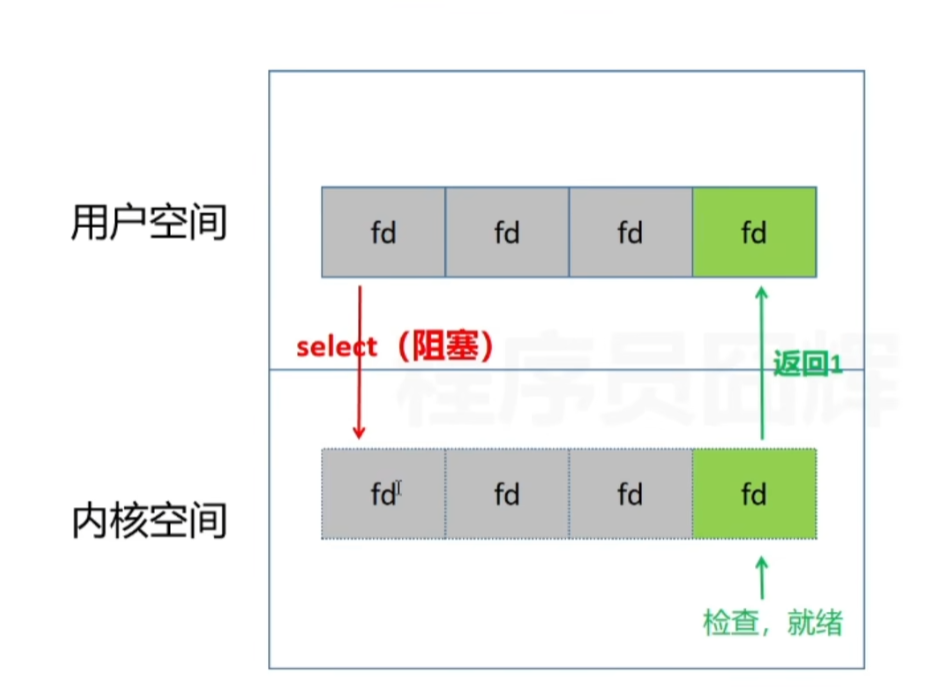 用户空间
fd fd fd fd
select（阻塞）
返回1
程序员囧辉
内核空间
fd fd fd fd
检查，就绪